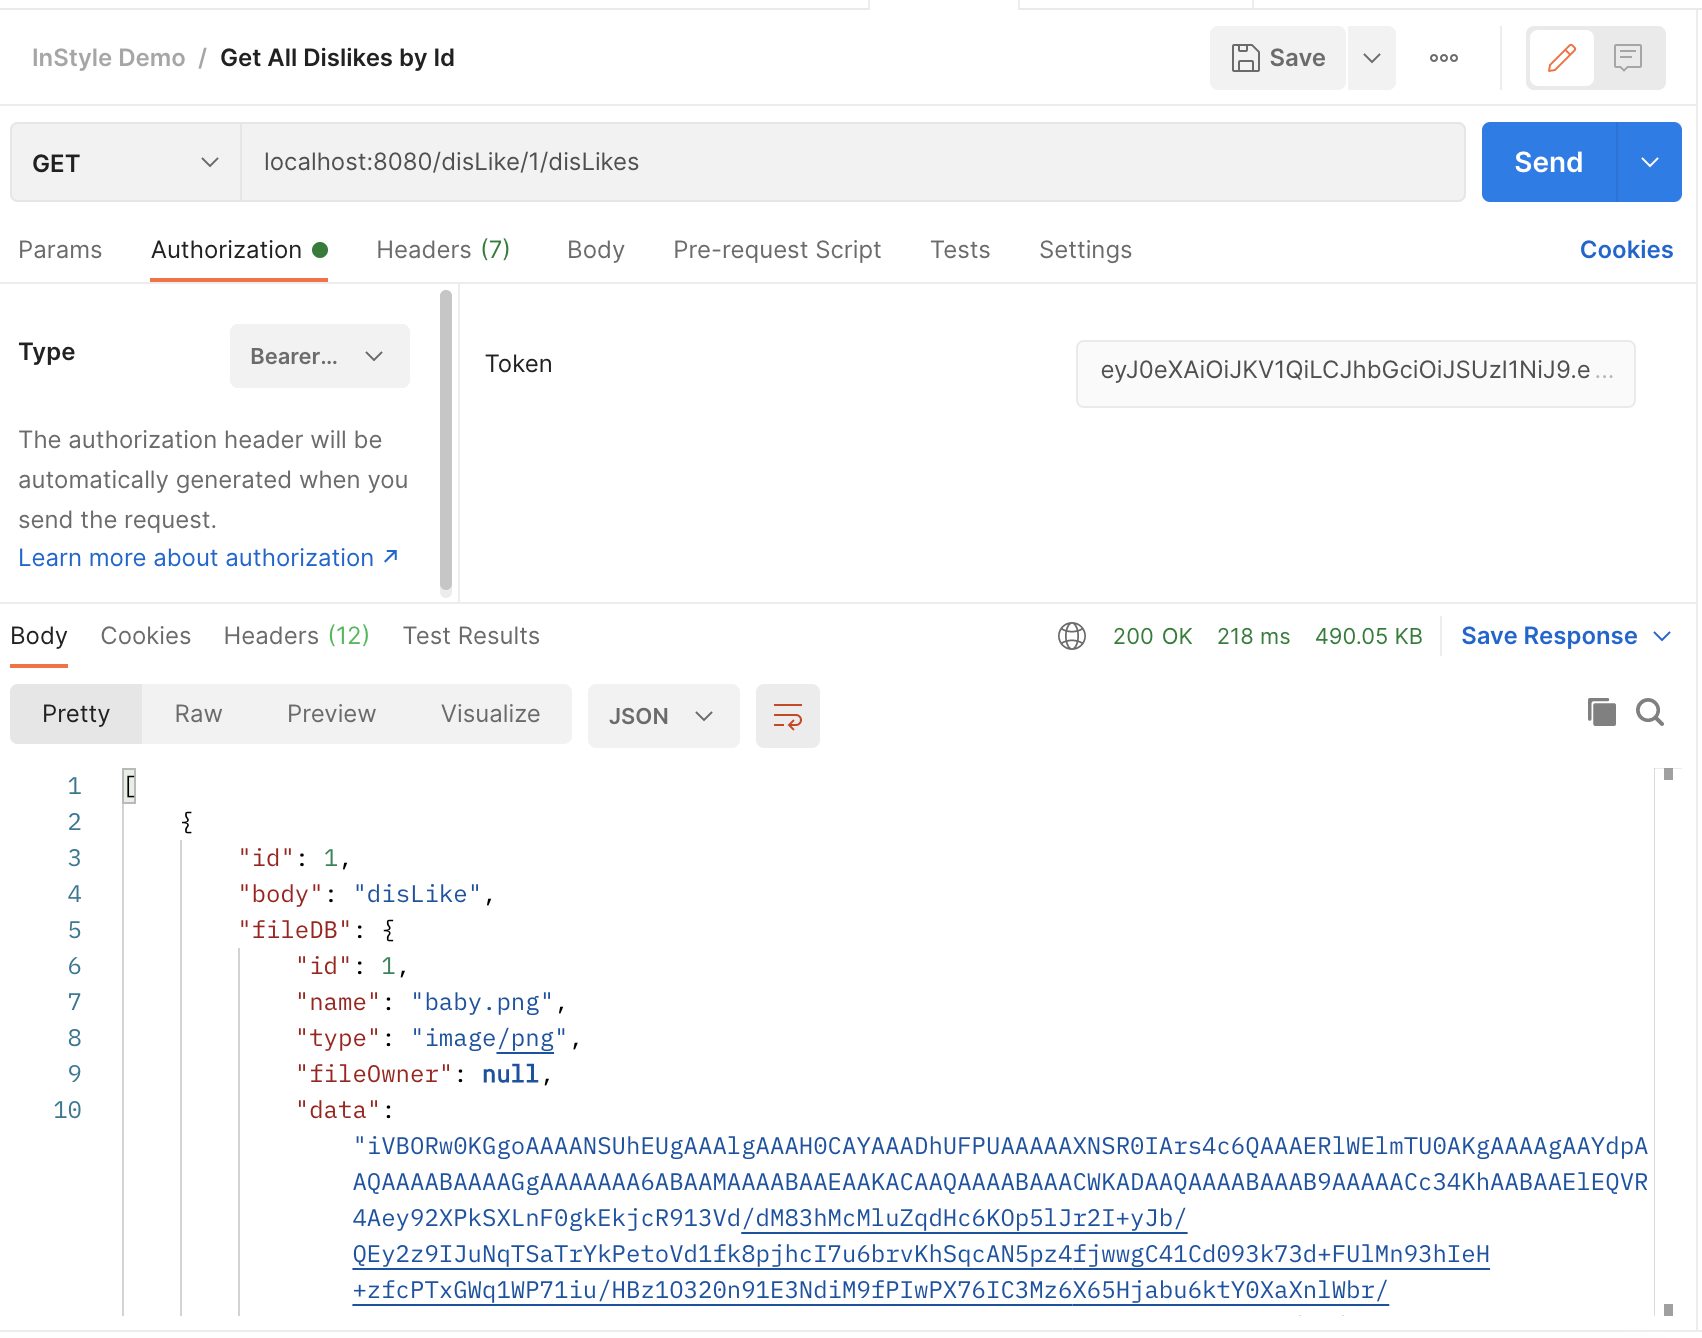 InStyle Demo / Get All Dislikes by Id
Save
GET
localhost:8080/disLike/1/disLikes
Send
Params Authorization Headers (7) Body Pre-request Script Tests Settings Cookies
Type
Bearer...
Token
eyJ0eXAiOiJKV1QiLCJhbGciOiJSUzI1NiJ9.e...
The authorization header will be
automatically generated when you
send the request.
Learn more about authorization ↗
Body Cookies Headers (12) Test Results
200 OK 218 ms 490.05 KB Save Response
Pretty Raw Preview Visualize JSON
1 [
2 {
3 "id": 1,
4 "body": "disLike",
5 "fileDB": {
6 "id": 1,
7 "name": "baby.png",
8 "type": "image/png",
9 "fileOwner": null,
10 "data":
"iVBORw0KGgoAAAANSUhEUgAAAlgAAAH0CAYAAADhUFPUAAAAAXNSR0IArs4c6QAAAERlWElmTU0AKgAAAAgAAYdpA
AQAAAABAAAAGgAAAAAAA6ABAAMAAAABAAEAAKACAAQAAAABAAACWKADAAQAAAABAAAB9AAAAACc34KhAABAAElEQVR
4Aey92XPkSXLnF0gkEkjcR913Vd/dM83hMcMluZqdHc6KOp5lJr2I+yJb/
QEy2z9IJuNqTSaTrYkPetoVd1fk8pjhcI7u6brvKhSqcAN5pz4fjwwgC41Cd093k73d+FUlMn93hIeH
+zfcPTxGWq1WP71iu/HBz1O320n91E3NdiM9fPIwPX76IC3Mz6X65Hjabu6ktY0XaXnlWbr/